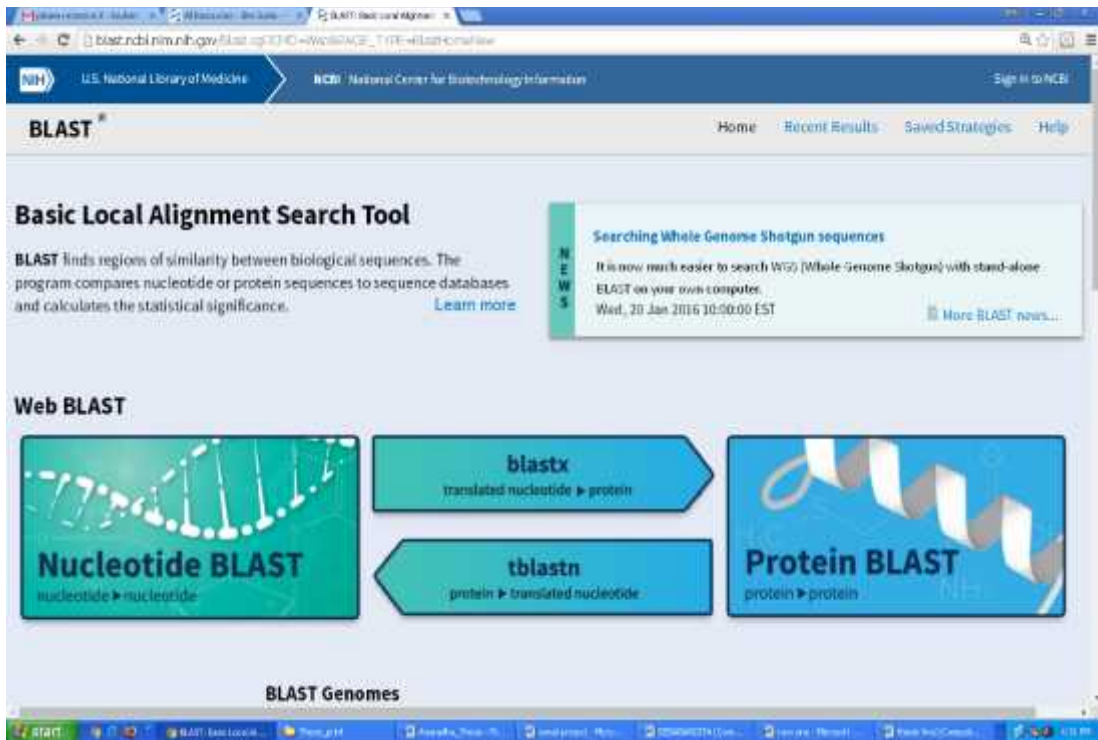 blast.ncbi.nlm.nih.gov
NIH
U.S. National Library of Medicine
NCBI National Center for Biotechnology Information
Sign in to NCBI
BLAST ®
Home
Recent Results
Saved Strategies
Help
Basic Local Alignment Search Tool
BLAST finds regions of similarity between biological sequences. The
program compares nucleotide or protein sequences to sequence databases
and calculates the statistical significance.
Learn more
NEWS
Searching Whole Genome Shotgun sequences
It is now much easier to search WGS (Whole Genome Shotgun) with stand-alone
BLAST on your own computer.
Wed, 20 Jan 2016 10:00:00 EST
More BLAST news...
Web BLAST
Nucleotide BLAST
nucleotide ▶ nucleotide
blastx
translated nucleotide ▶ protein
tblastn
protein ▶ translated nucleotide
Protein BLAST
protein ▶ protein
BLAST Genomes
start